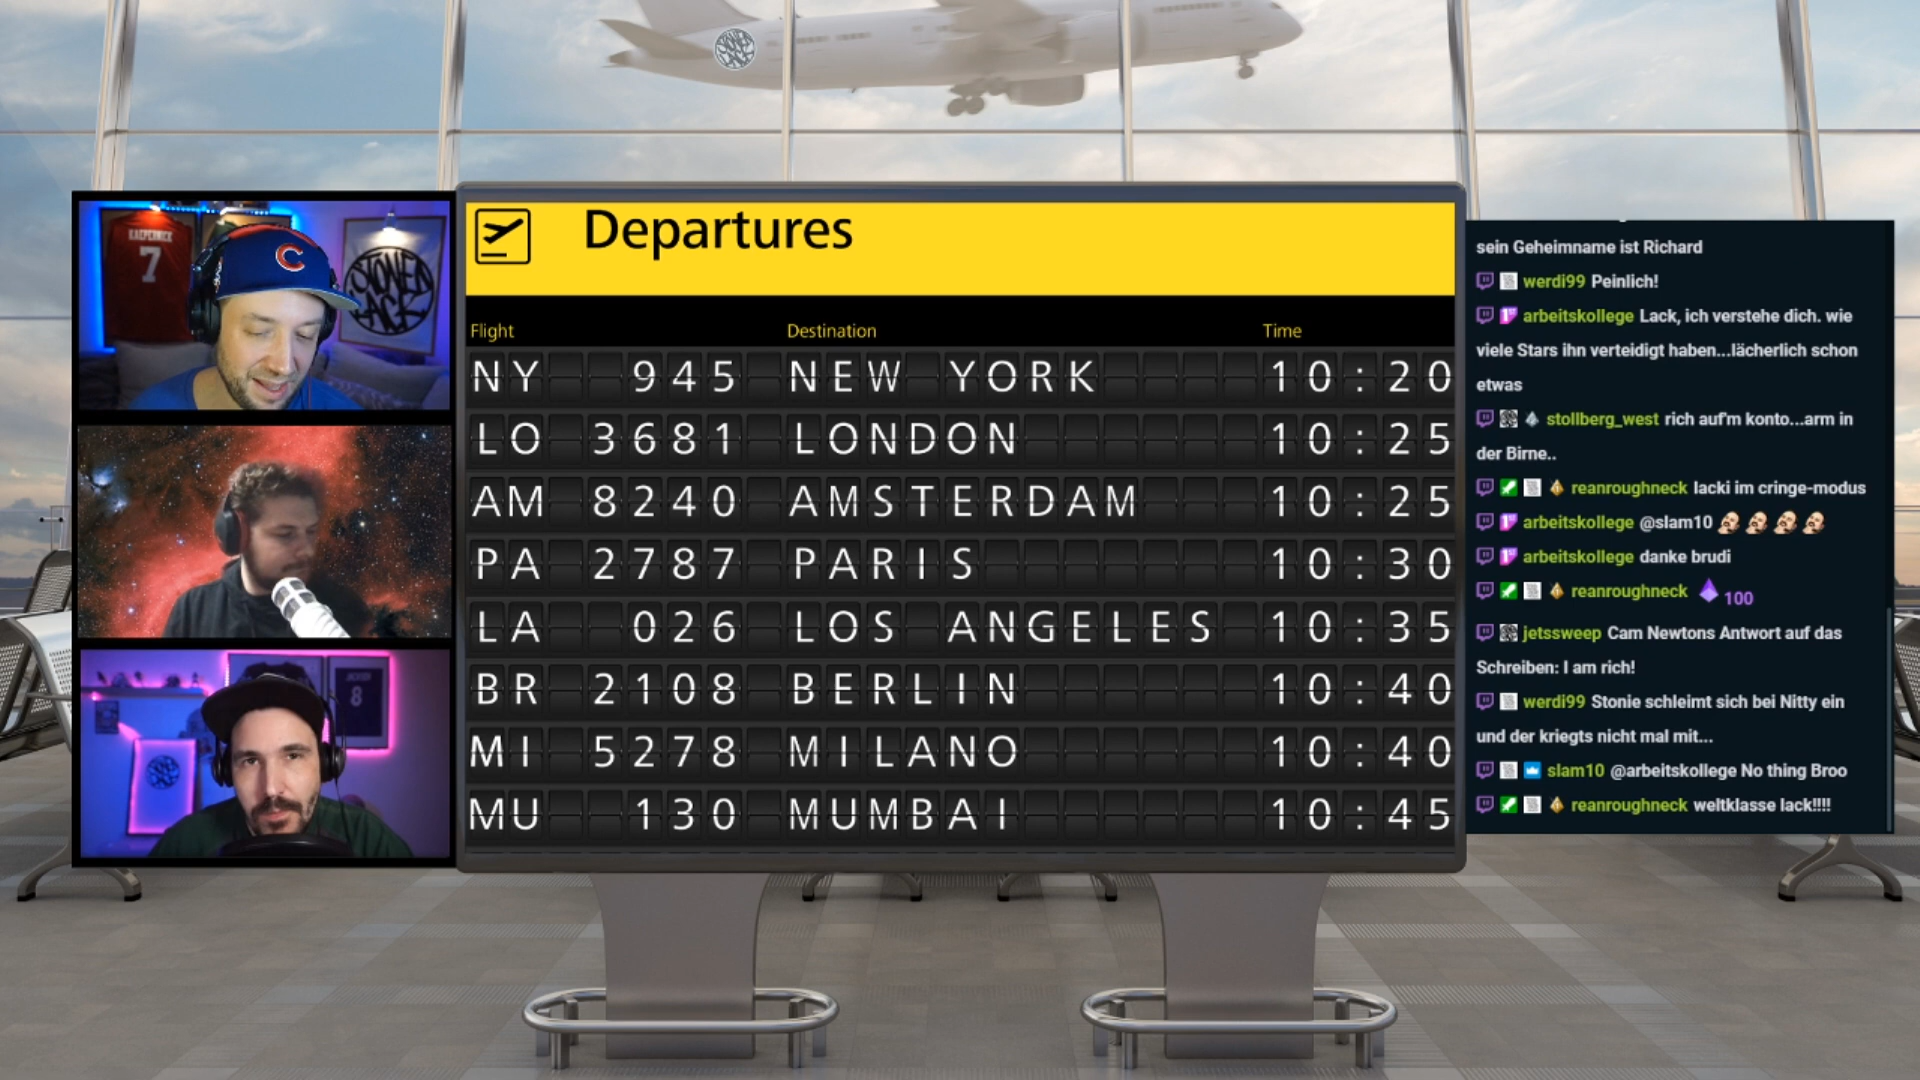 KAEPERNICK
7
STONED LACK
JACKSON
8
Departures
Flight Destination Time
NY 945 NEW YORK 10:20
LO 3681 LONDON 10:25
AM 8240 AMSTERDAM 10:25
PA 2787 PARIS 10:30
LA 026 LOS ANGELES 10:35
BR 2108 BERLIN 10:40
MI 5278 MILANO 10:40
MU 130 MUMBAI 10:45
sein Geheimname ist Richard
werdi99 Peinlich!
arbeitskollege Lack, ich verstehe dich. wie
viele Stars ihn verteidigt haben...lächerlich schon
etwas
stollberg_west rich auf'm konto...arm in
der Birne..
reanroughneck lacki im cringe-modus
arbeitskollege @slam10
arbeitskollege danke brudi
reanroughneck 100
jetssweep Cam Newtons Antwort auf das
Schreiben: I am rich!
werdi99 Stonie schleimt sich bei Nitty ein
und der kriegts nicht mal mit...
slam10 @arbeitskollege No thing Broo
reanroughneck weltklasse lack!!!!